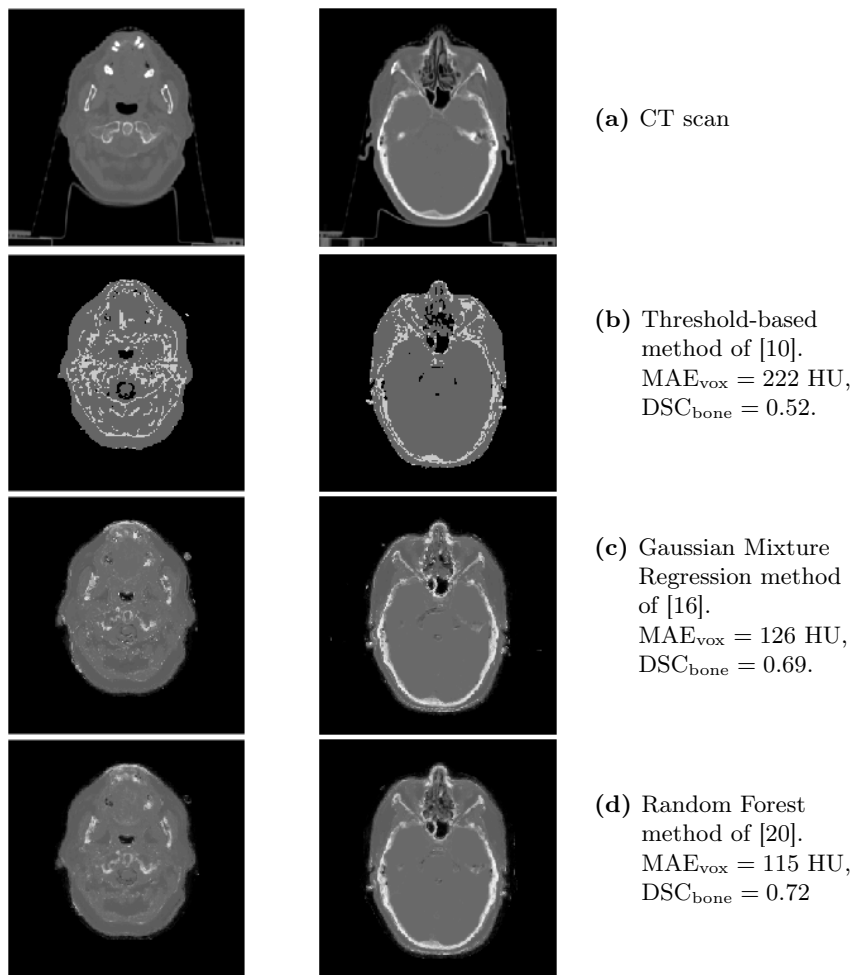 (a) CT scan
(b) Threshold-based
method of [10].
MAE_vox = 222 HU,
DSC_bone = 0.52.
(c) Gaussian Mixture
Regression method
of [16].
MAE_vox = 126 HU,
DSC_bone = 0.69.
(d) Random Forest
method of [20].
MAE_vox = 115 HU,
DSC_bone = 0.72